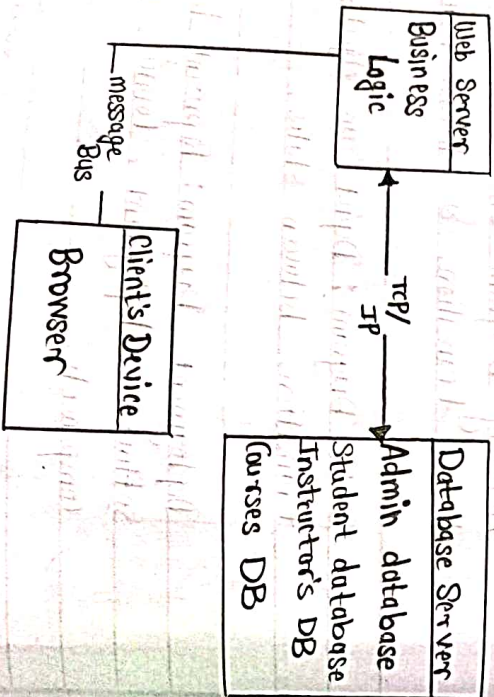 Web Server
Business
Logic
TCP/
IP
Database Server
Admin database
Student database
Instructor's DB
Courses DB
message
Bus
Client's Device
Browser